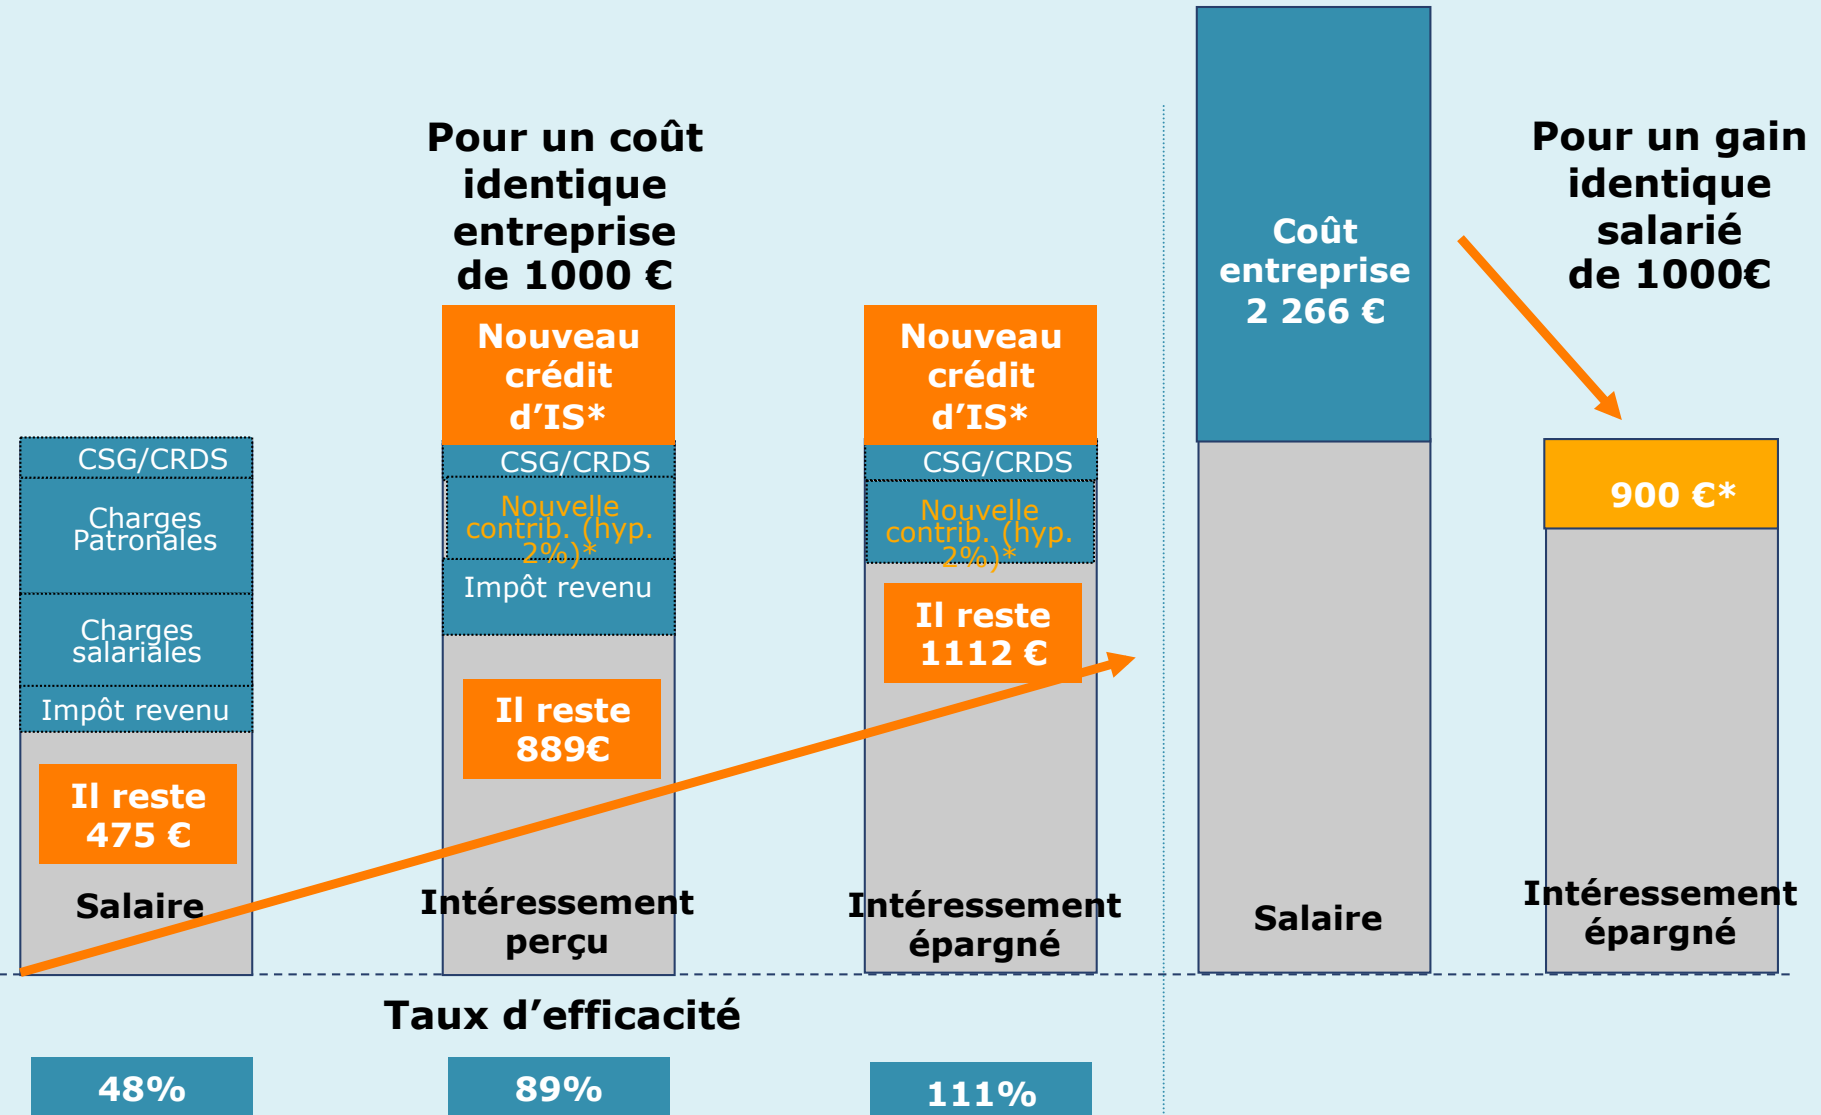 Pour un coût
identique
entreprise
de 1000 €
Nouveau
crédit
d’IS*
Nouveau
crédit
d’IS*
CSG/CRDS
Charges
Patronales
Charges
salariales
Impôt revenu
Il reste
475 €
Salaire
CSG/CRDS
Nouvelle
contrib. (hyp.
2%)*
Impôt revenu
Il reste
889€
Intéressement
perçu
CSG/CRDS
Nouvelle
contrib. (hyp.
2%)*
Il reste
1112 €
Intéressement
épargné
Coût
entreprise
2 266 €
Salaire
Pour un gain
identique
salarié
de 1000€
900 €*
Intéressement
épargné
Taux d’efficacité
48%
89%
111%